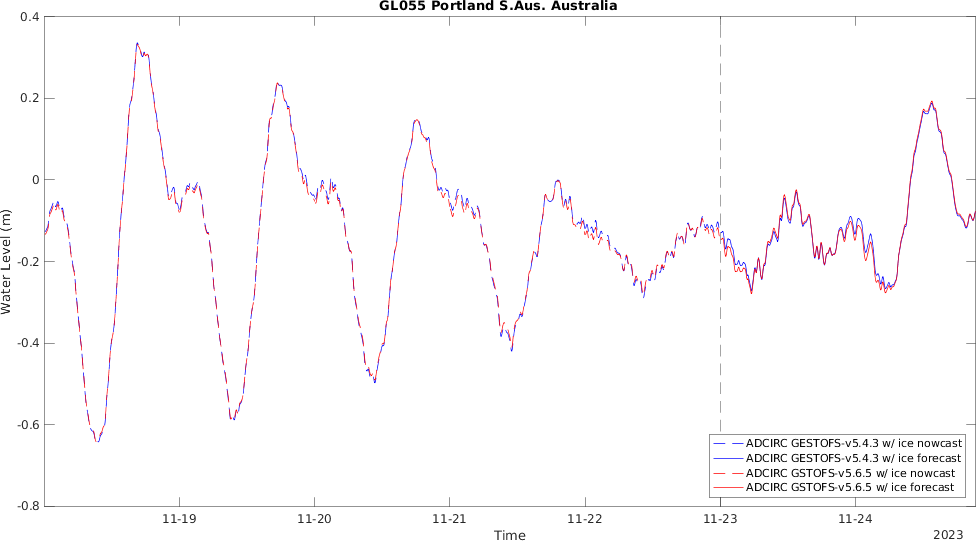 GL055 Portland S.Aus. Australia
0.4
0.2
0
-0.2
-0.4
-0.6
-0.8
Water Level (m)
11-19
11-20
11-21
11-22
11-23
11-24
Time
2023
ADCIRC GESTOFS-v5.4.3 w/ ice nowcast
ADCIRC GESTOFS-v5.4.3 w/ ice forecast
ADCIRC GSTOFS-v5.6.5 w/ ice nowcast
ADCIRC GSTOFS-v5.6.5 w/ ice forecast